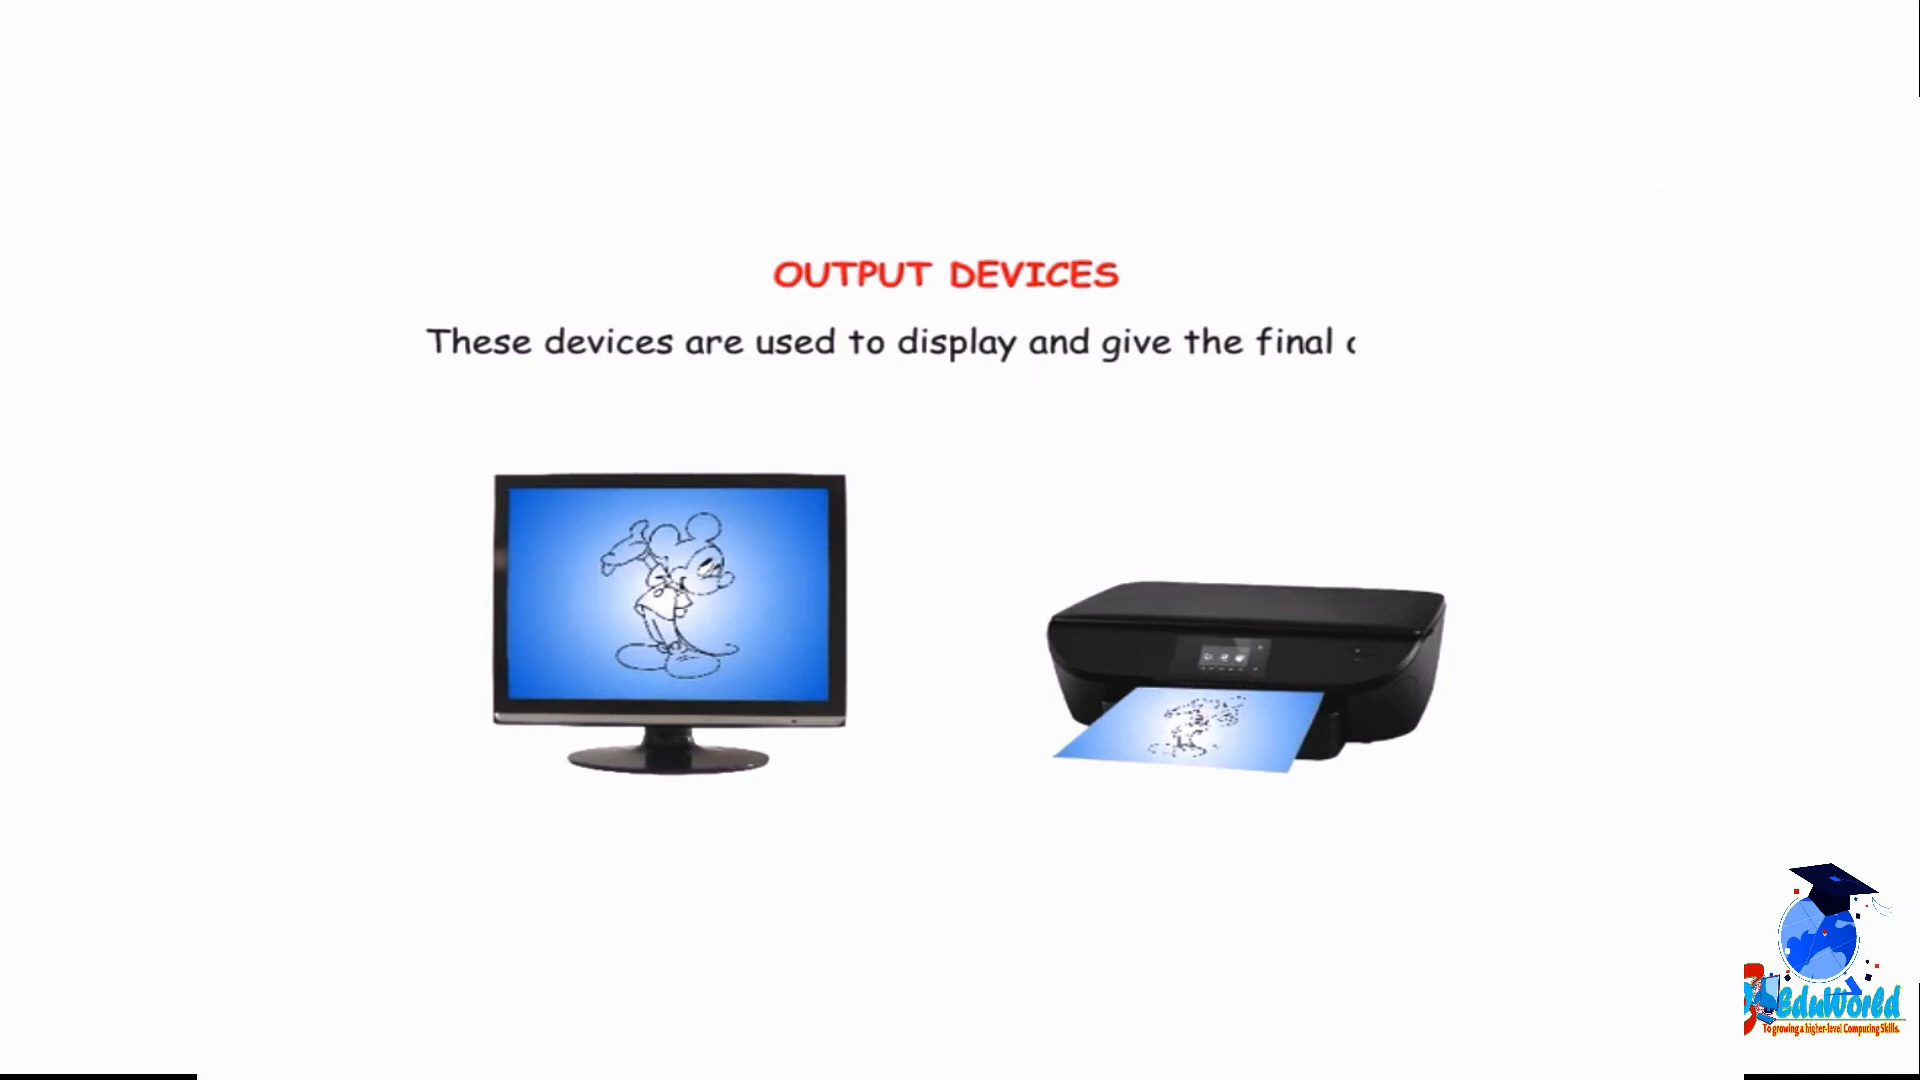 OUTPUT DEVICES
These devices are used to display and give the final
EduWorld
To growing a higher-level Computing Skills.